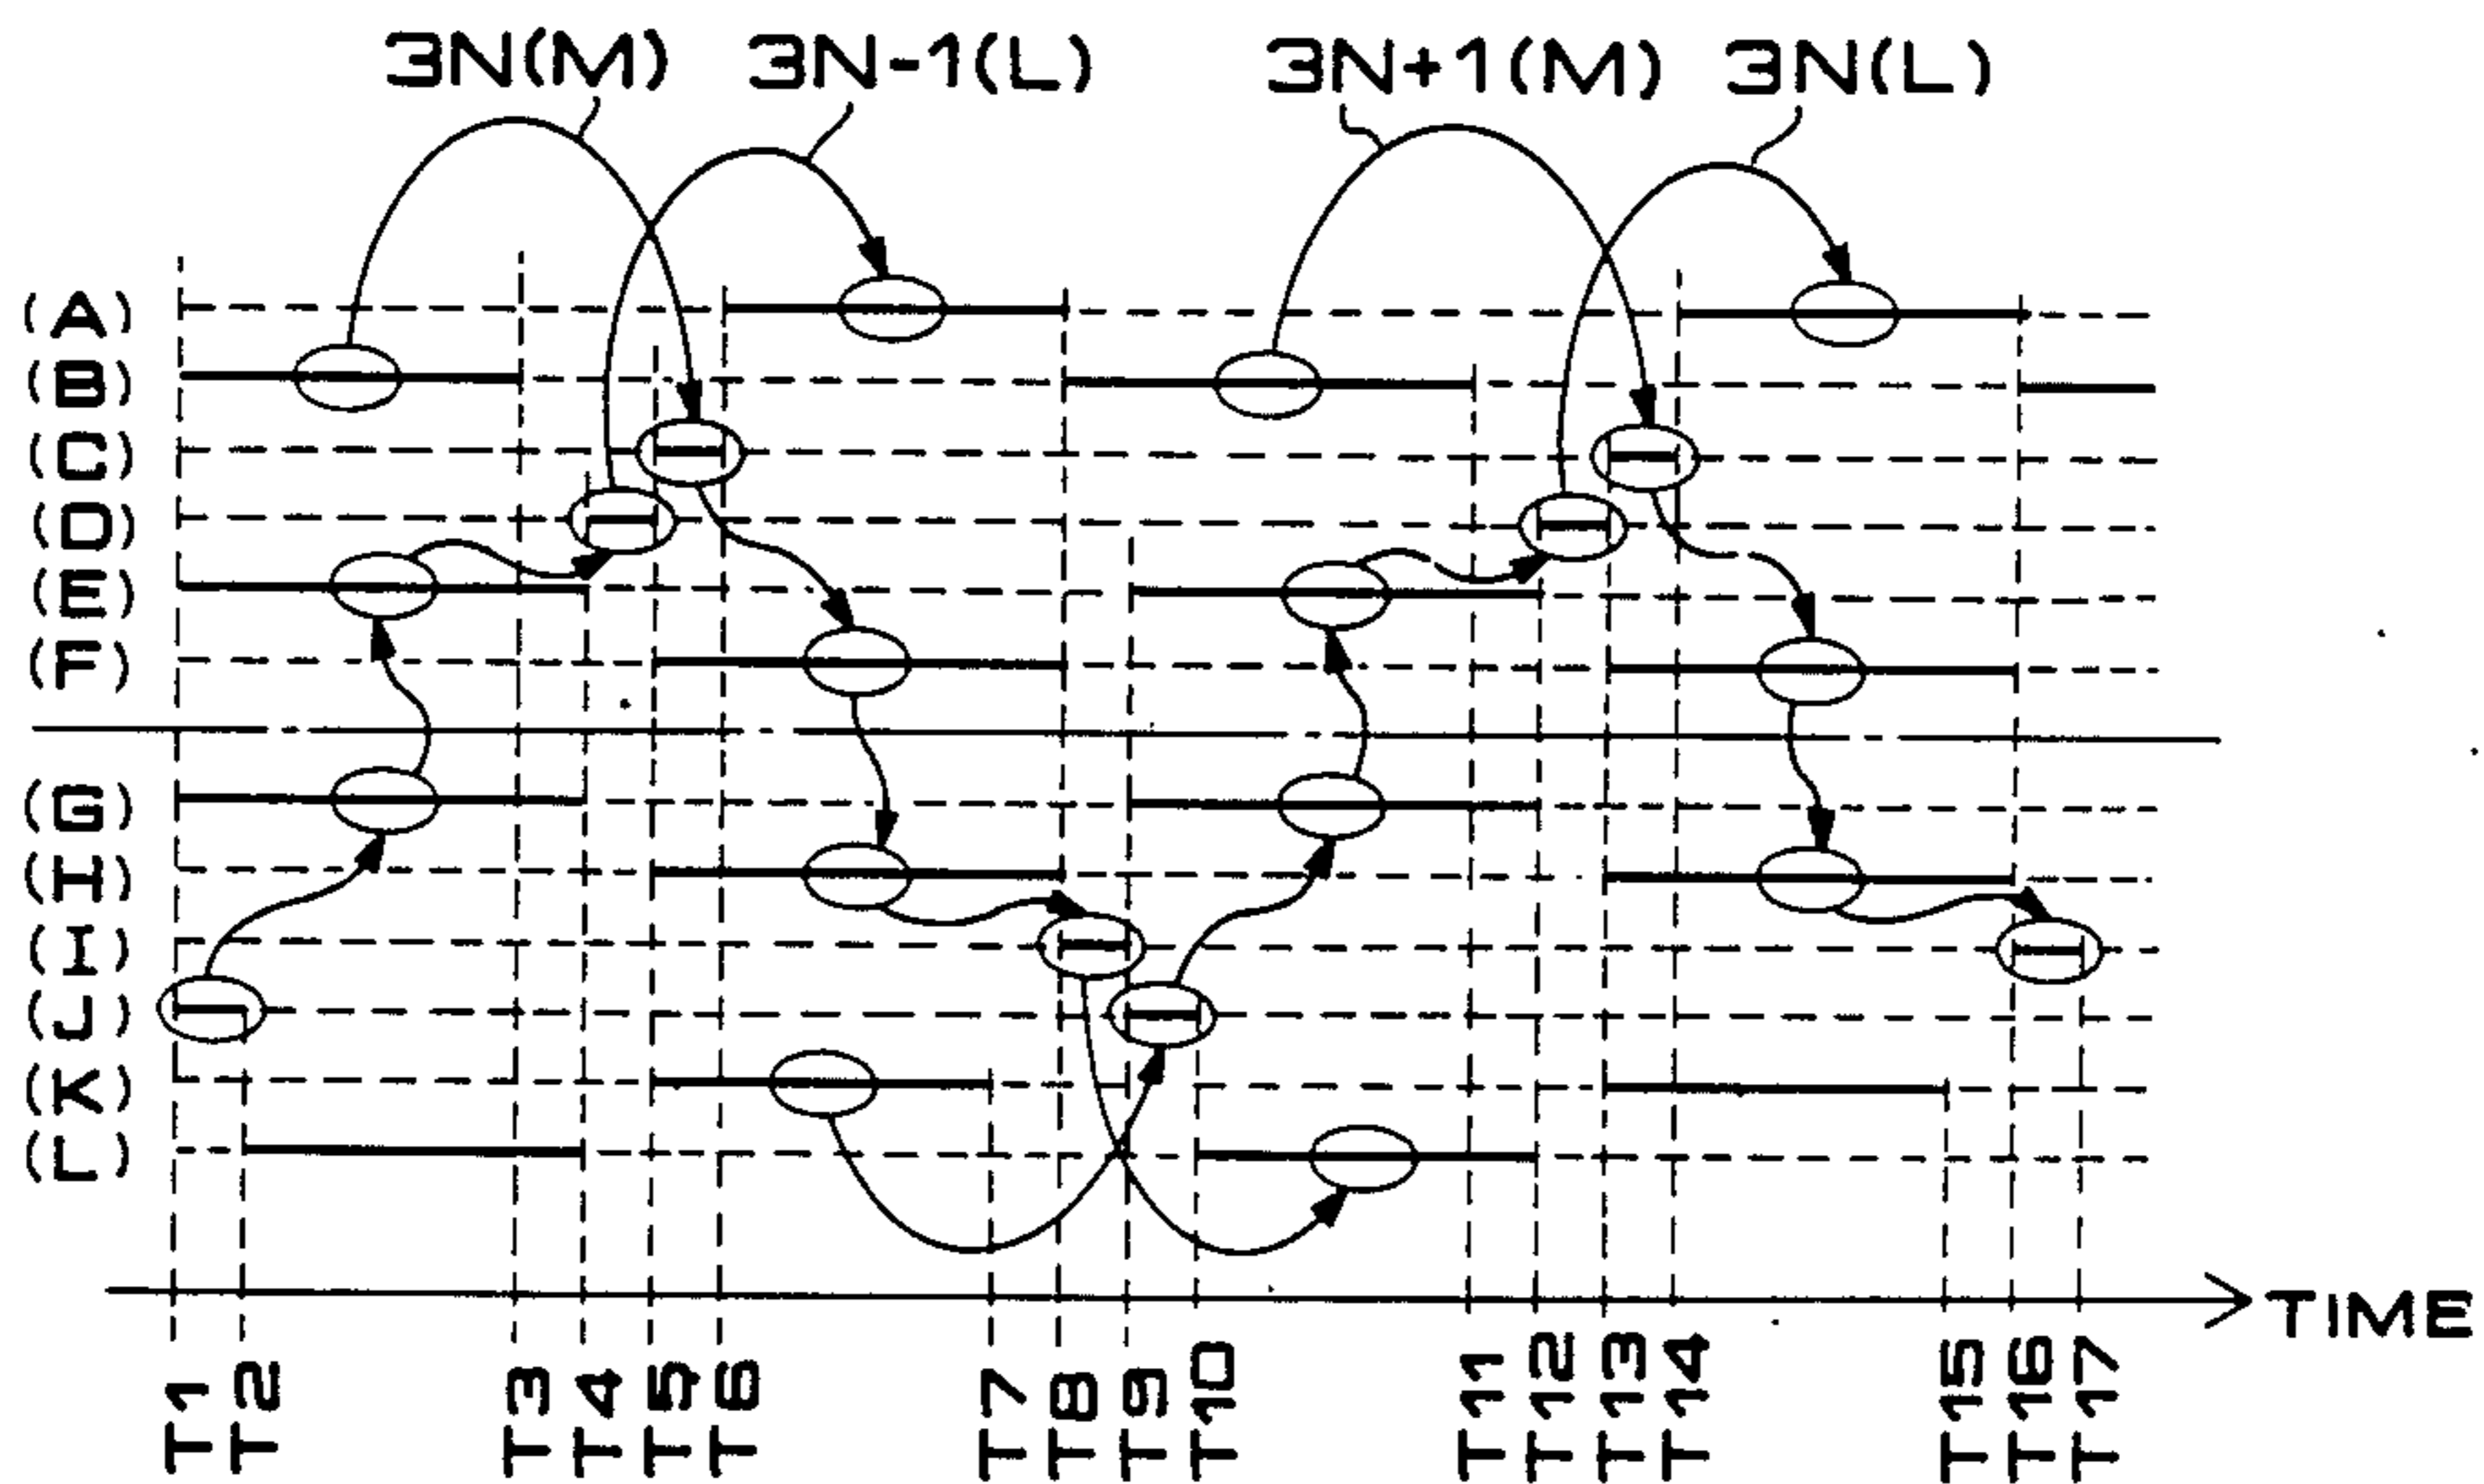 3N(M) 3N-1(L) 3N+1(M) 3N(L)
(A)
(B)
(C)
(D)
(E)
(F)
(G)
(H)
(I)
(J)
(K)
(L)
TIME
T1 T2 T3 T4 T5 T6 T7 T8 T9 T10 T11 T12 T13 T14 T15 T16 T17